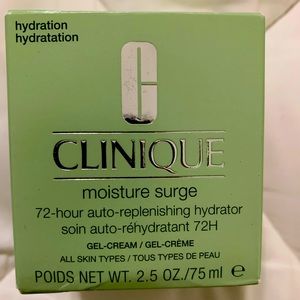 hydration
hydratation
CLINIQUE
moisture surge
72-hour auto-replenishing hydrator
soin auto-réhydratant 72H
GEL-CREAM / GEL-CRÈME
ALL SKIN TYPES / TOUS TYPES DE PEAU
POIDS NET WT. 2.5 OZ./75 ml ℮